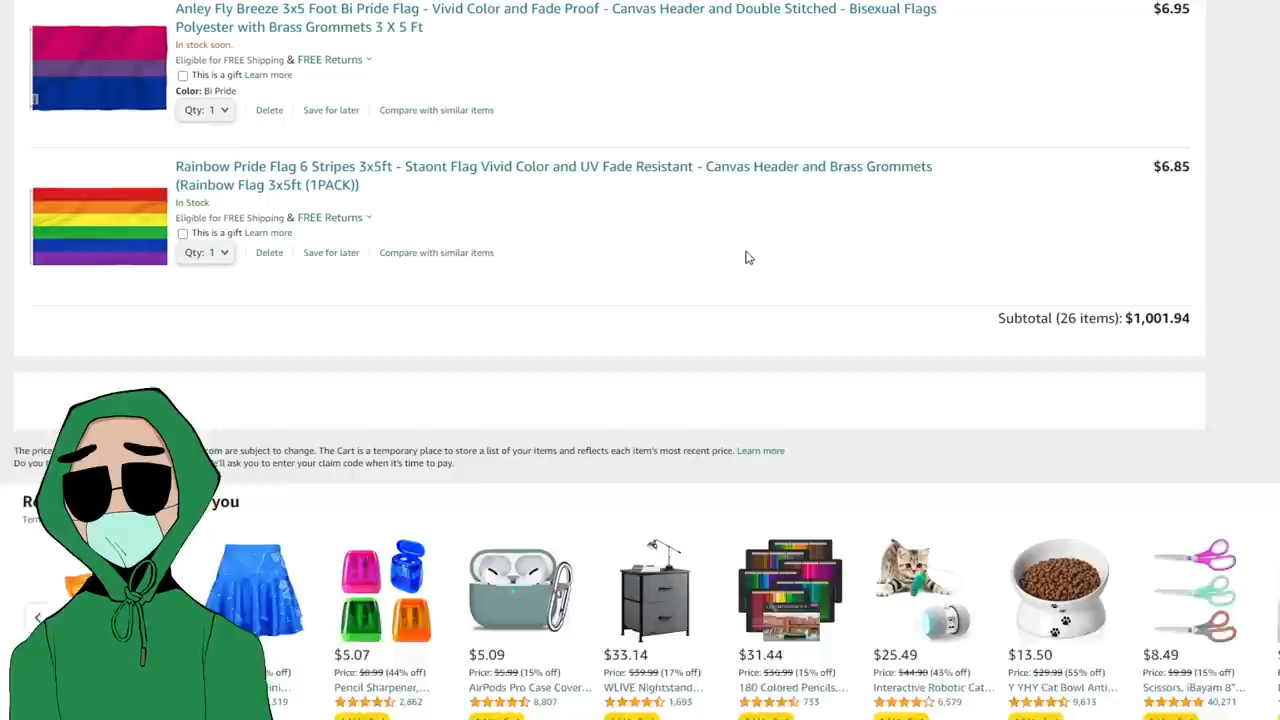 Anley Fly Breeze 3x5 Foot Bi Pride Flag - Vivid Color and Fade Proof - Canvas Header and Double Stitched - Bisexual Flags
$6.95
Polyester with Brass Grommets 3 X 5 Ft
In stock soon.
Eligible for FREE Shipping & FREE Returns
This is a gift Learn more
Color: Bi Pride
Qty: 1 Delete Save for later Compare with similar items
Rainbow Pride Flag 6 Stripes 3x5ft - Staont Flag Vivid Color and UV Fade Resistant - Canvas Header and Brass Grommets
$6.85
(Rainbow Flag 3x5ft (1PACK))
In Stock
Eligible for FREE Shipping & FREE Returns
This is a gift Learn more
Qty: 1 Delete Save for later Compare with similar items
Subtotal (26 items): $1,001.94
The price com are subject to change. The Cart is a temporary place to store a list of your items and reflects each item's most recent price. Learn more
Do you 'll ask you to enter your claim code when it's time to pay.
you
$5.07 $5.09 $33.14 $31.44 $25.49 $13.50 $8.49
% off) Price: $8.99 (44% off) Price: $5.99 (15% off) Price: $39.99 (17% off) Price: $36.99 (15% off) Price: $44.90 (43% off) Price: $29.99 (55% off) Price: $9.99 (15% off)
Pencil Sharpener,... AirPods Pro Case Cover... WLIVE Nightstand... 180 Colored Pencils,... Interactive Robotic Cat... Y YHY Cat Bowl Anti... Scissors, iBayam 8"...
,319 2,862 8,807 1,693 733 6,579 9,613 40,271